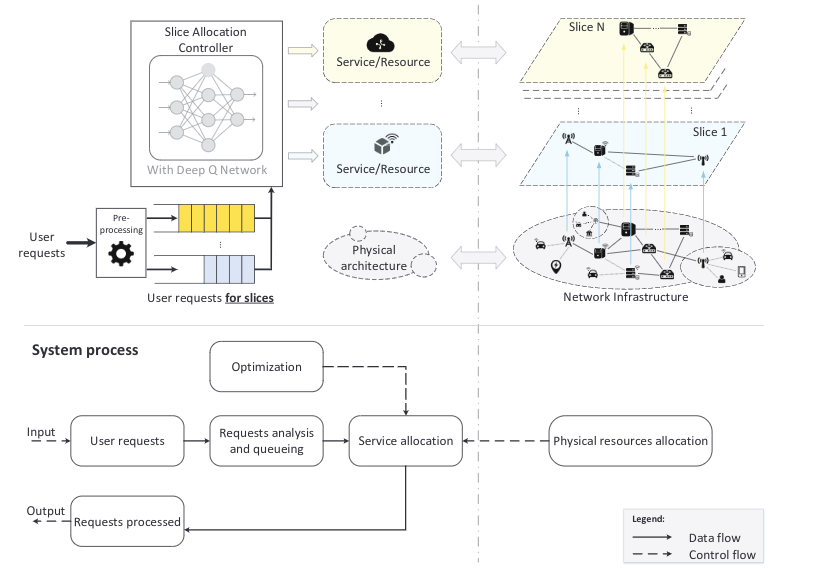 Slice Allocation
Controller
With Deep Q Network
Service/Resource
⋮
Service/Resource
Slice N
⋮ ⋮
Slice 1
User
requests
Pre-
processing
⋮
User requests for slices
Physical
architecture
Network Infrastructure
System process
Optimization
Input
User requests
Requests analysis
and queueing
Service allocation
Physical resources allocation
Output
Requests processed
Legend:
Data flow
Control flow